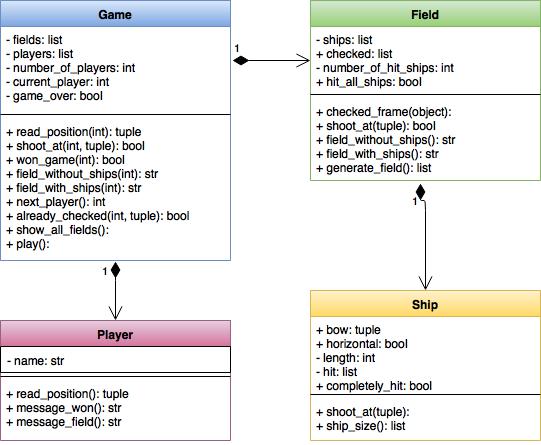 Game
- fields: list
- players: list
- number_of_players: int
- current_player: int
- game_over: bool
+ read_position(int): tuple
+ shoot_at(int, tuple): bool
+ won_game(int): bool
+ field_without_ships(int): str
+ field_with_ships(int): str
+ next_player(): int
+ already_checked(int, tuple): bool
+ show_all_fields():
+ play():
1
1
Field
- ships: list
+ checked: list
- number_of_hit_ships: int
+ hit_all_ships: bool
+ checked_frame(object):
+ shoot_at(tuple): bool
+ field_without_ships(): str
+ field_with_ships(): str
+ generate_field(): list
1
Player
- name: str
+ read_position(): tuple
+ message_won(): str
+ message_field(): str
Ship
+ bow: tuple
+ horizontal: bool
- length: int
- hit: list
+ completely_hit: bool
+ shoot_at(tuple):
+ ship_size(): list